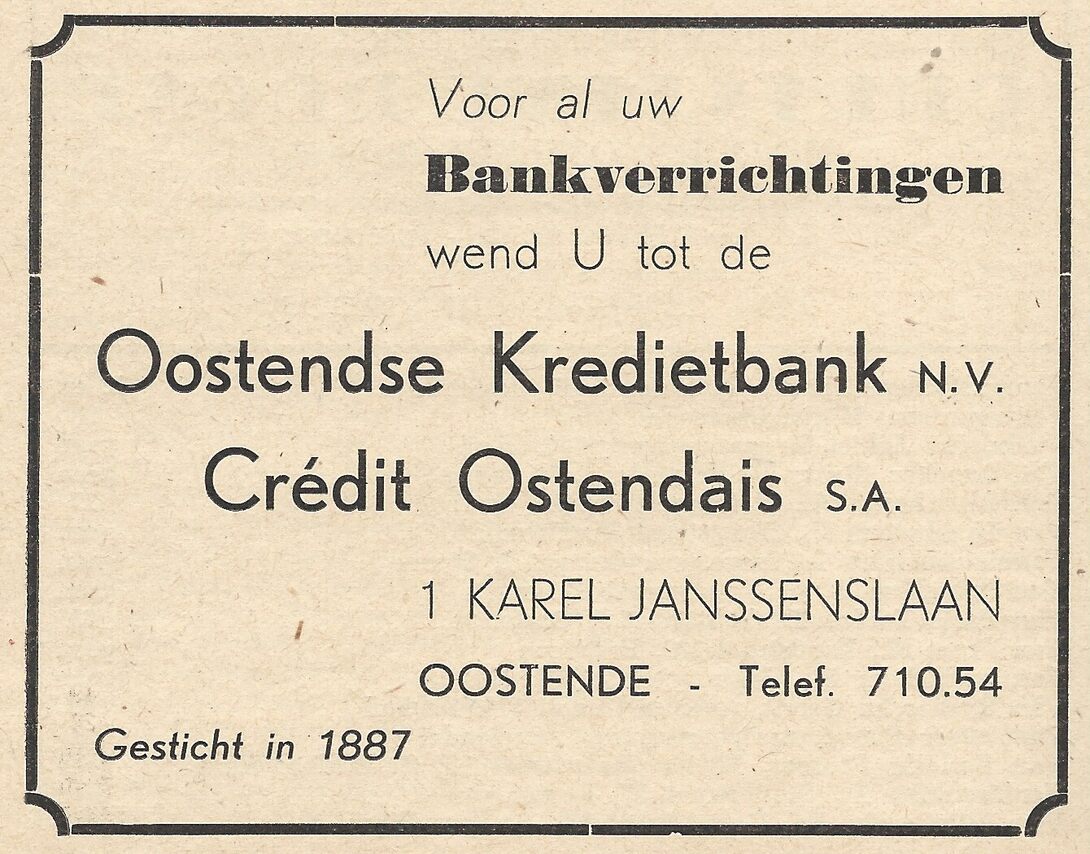 Voor al uw
Bankverrichtingen
wend U tot de
Oostendse Kredietbank N.V.
Crédit Ostendais S.A.
1 KAREL JANSSENSLAAN
OOSTENDE - Telef. 710.54
Gesticht in 1887